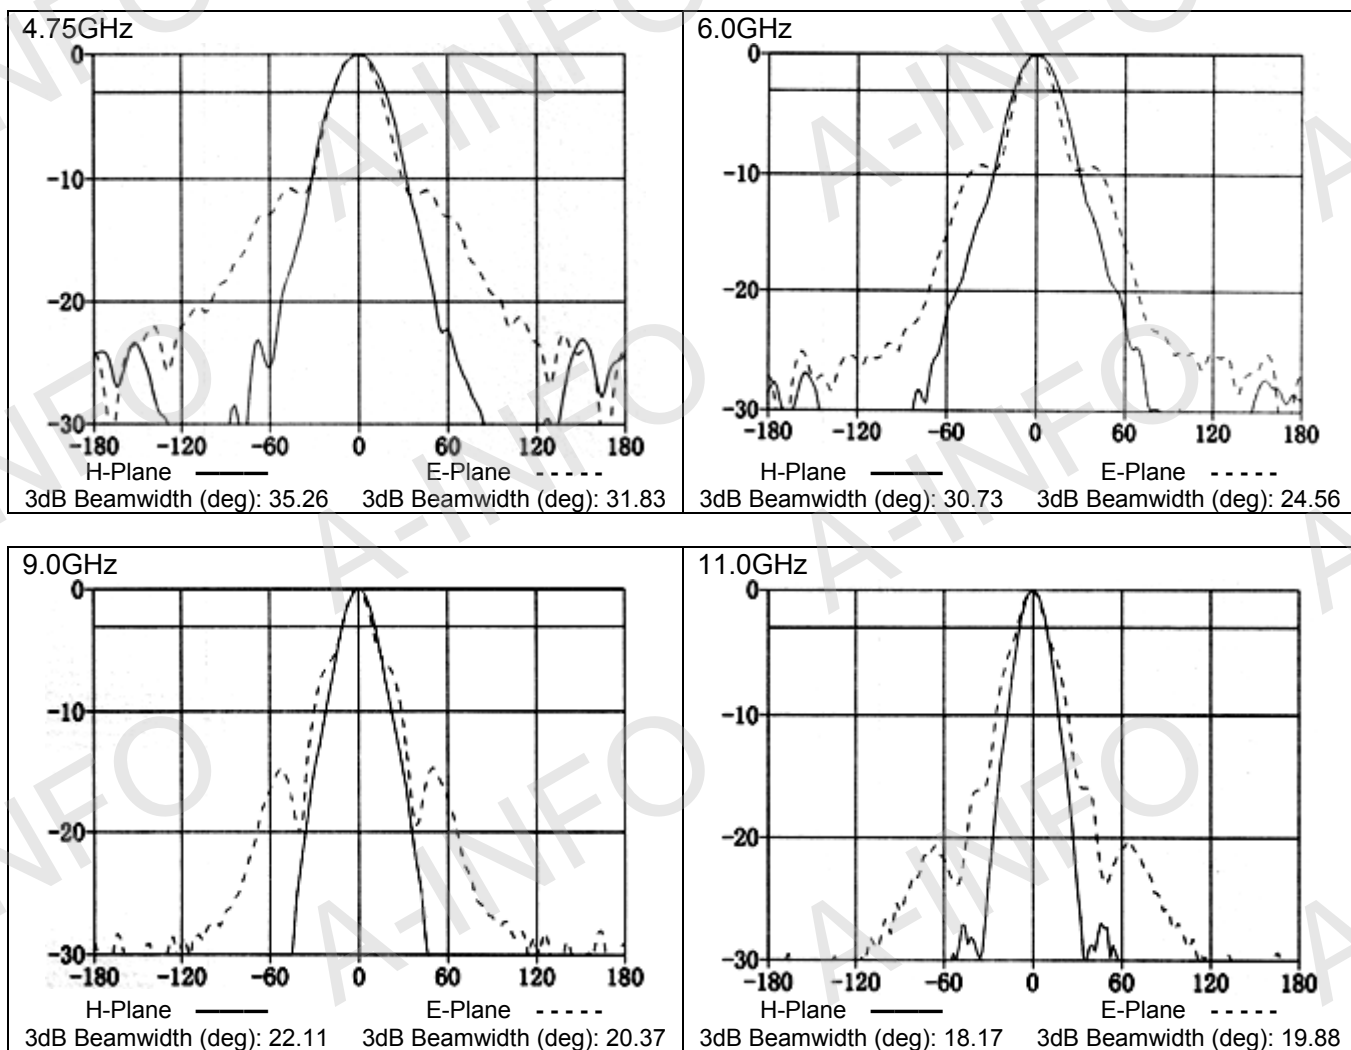 4.75GHz
0
-10
-20
-30
-180 -120 -60 0 60 120 180
H-Plane E-Plane
3dB Beamwidth (deg): 35.26 3dB Beamwidth (deg): 31.83
6.0GHz
0
-10
-20
-30
-180 -120 -60 0 60 120 180
H-Plane E-Plane
3dB Beamwidth (deg): 30.73 3dB Beamwidth (deg): 24.56
9.0GHz
0
-10
-20
-30
-180 -120 -60 0 60 120 180
H-Plane E-Plane
3dB Beamwidth (deg): 22.11 3dB Beamwidth (deg): 20.37
11.0GHz
0
-10
-20
-30
-180 -120 -60 0 60 120 180
H-Plane E-Plane
3dB Beamwidth (deg): 18.17 3dB Beamwidth (deg): 19.88
A-INFO
A-INFO
A-INFO
A-INFO